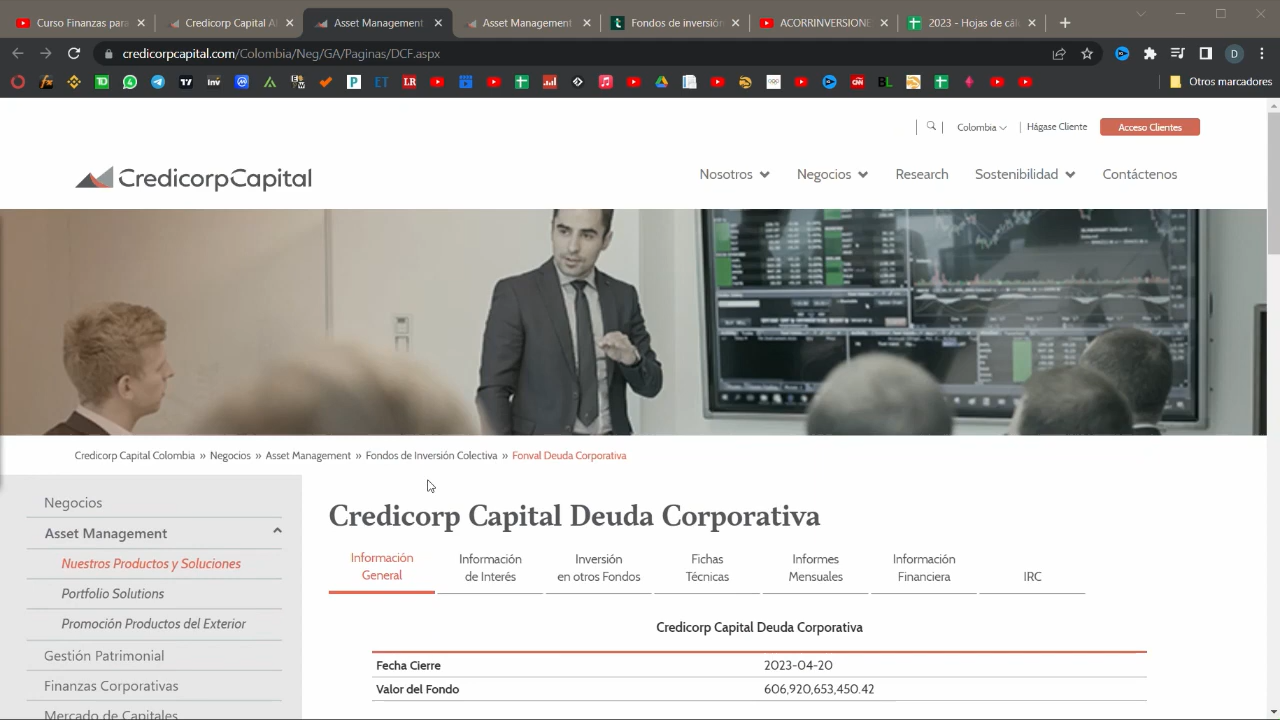 Curso Finanzas para
Credicorp Capital A
Asset Management
Asset Management
Fondos de inversión
ACORRINVERSIONE
2023 - Hojas de cál
credicorpcapital.com/Colombia/Neg/GA/Paginas/DCF.aspx
D
Otros marcadores
Colombia
Hágase Cliente
Acceso Clientes
CredicorpCapital
Nosotros
Negocios
Research
Sostenibilidad
Contáctenos
Credicorp Capital Colombia » Negocios » Asset Management » Fondos de Inversión Colectiva » Fonval Deuda Corporativa
Negocios
Asset Management
Nuestros Productos y Soluciones
Portfolio Solutions
Promoción Productos del Exterior
Gestión Patrimonial
Finanzas Corporativas
Mercado de Capitales
Credicorp Capital Deuda Corporativa
Información
General
Información
de Interés
Inversión
en otros Fondos
Fichas
Técnicas
Informes
Mensuales
Información
Financiera
IRC
Credicorp Capital Deuda Corporativa
Fecha Cierre 2023-04-20
Valor del Fondo 606,920,653,450.42